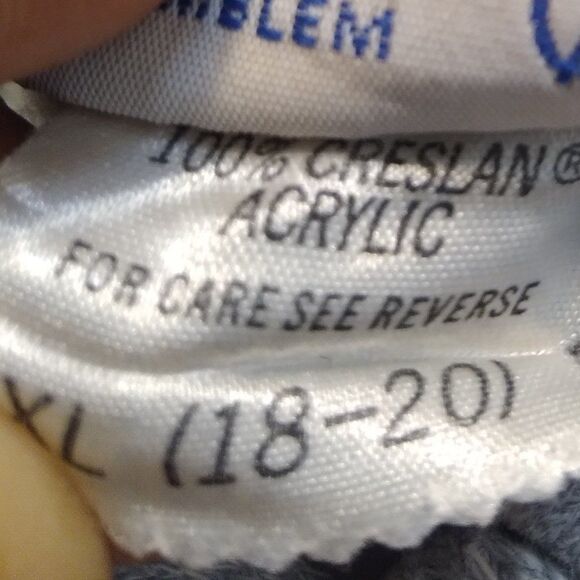 EMBLEM
100% CRESLAN®
ACRYLIC
FOR CARE SEE REVERSE
XL (18-20)